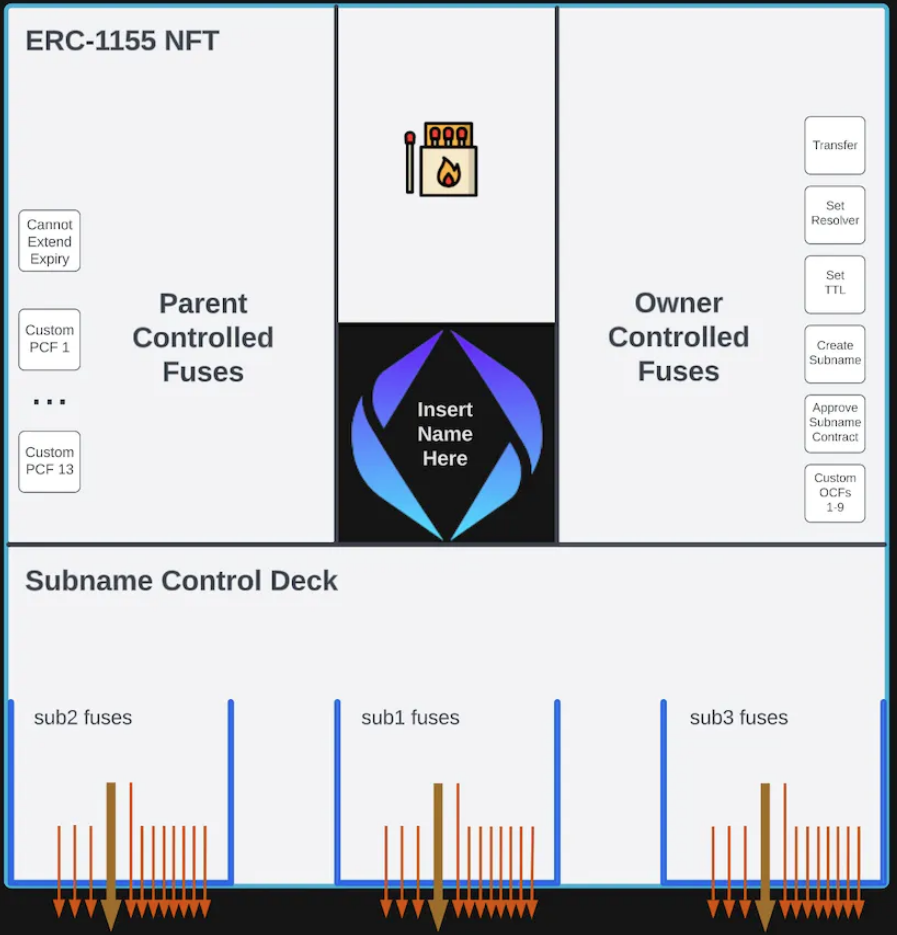 ERC-1155 NFT
Cannot
Extend
Expiry
Custom
PCF 1
...
Custom
PCF 13
Parent
Controlled
Fuses
Insert
Name
Here
Owner
Controlled
Fuses
Transfer
Set
Resolver
Set
TTL
Create
Subname
Approve
Subname
Contract
Custom
OCFs
1-9
Subname Control Deck
sub2 fuses
sub1 fuses
sub3 fuses